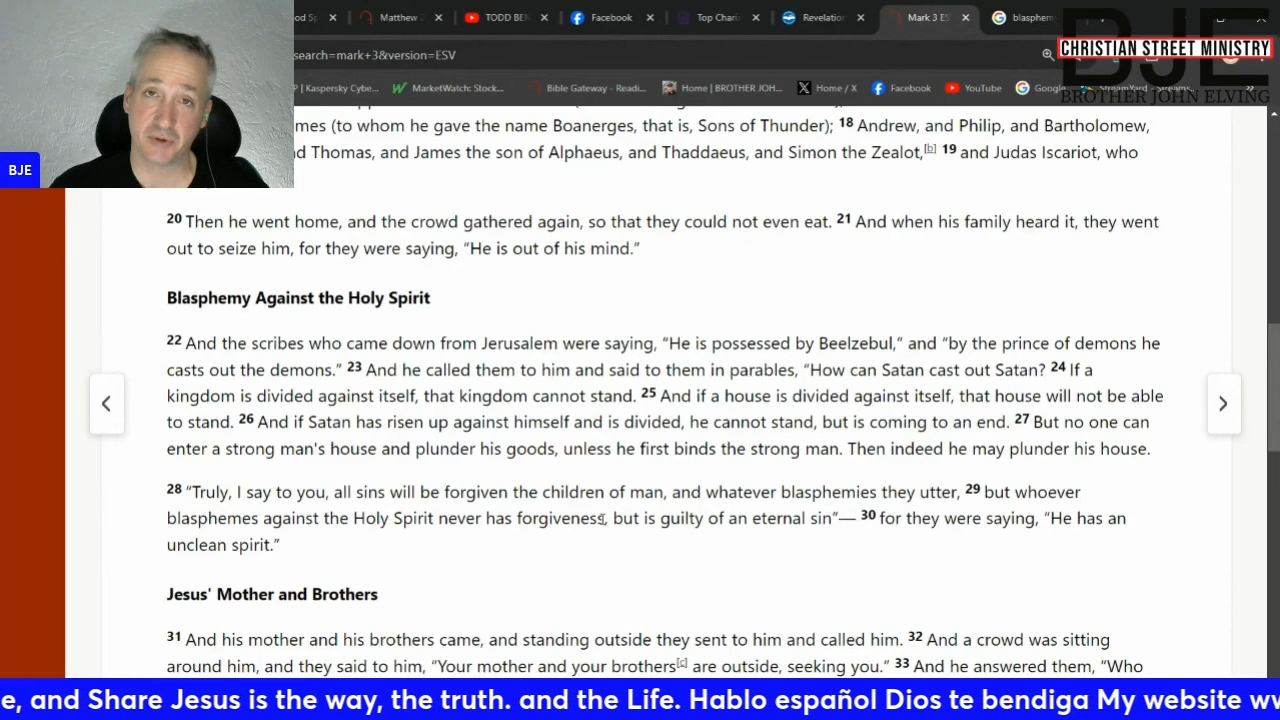 Matthew 2
TODD BEN
Facebook
Top Charis
Revelation
Mark 3 ES
blasphem
CHRISTIAN STREET MINISTRY
BJE
BROTHER JOHN ELVING
search=mark+3&version=ESV
| Kaspersky Cybe...
MarketWatch: Stock...
Bible Gateway - Readi...
Home | BROTHER JOH...
Home / X
Facebook
YouTube
Google
StreamYard - Streams...
BJE
mes (to whom he gave the name Boanerges, that is, Sons of Thunder); 18 Andrew, and Philip, and Bartholomew,
d Thomas, and James the son of Alphaeus, and Thaddaeus, and Simon the Zealot,[b] 19 and Judas Iscariot, who
20 Then he went home, and the crowd gathered again, so that they could not even eat. 21 And when his family heard it, they went
out to seize him, for they were saying, “He is out of his mind.”
Blasphemy Against the Holy Spirit
22 And the scribes who came down from Jerusalem were saying, “He is possessed by Beelzebul,” and “by the prince of demons he
casts out the demons.” 23 And he called them to him and said to them in parables, “How can Satan cast out Satan? 24 If a
kingdom is divided against itself, that kingdom cannot stand. 25 And if a house is divided against itself, that house will not be able
to stand. 26 And if Satan has risen up against himself and is divided, he cannot stand, but is coming to an end. 27 But no one can
enter a strong man's house and plunder his goods, unless he first binds the strong man. Then indeed he may plunder his house.
28 “Truly, I say to you, all sins will be forgiven the children of man, and whatever blasphemies they utter, 29 but whoever
blasphemes against the Holy Spirit never has forgiveness, but is guilty of an eternal sin”— 30 for they were saying, “He has an
unclean spirit.”
Jesus' Mother and Brothers
31 And his mother and his brothers came, and standing outside they sent to him and called him. 32 And a crowd was sitting
around him, and they said to him, “Your mother and your brothers[c] are outside, seeking you.” 33 And he answered them, “Who
e, and Share Jesus is the way, the truth. and the Life. Hablo español Dios te bendiga My website ww